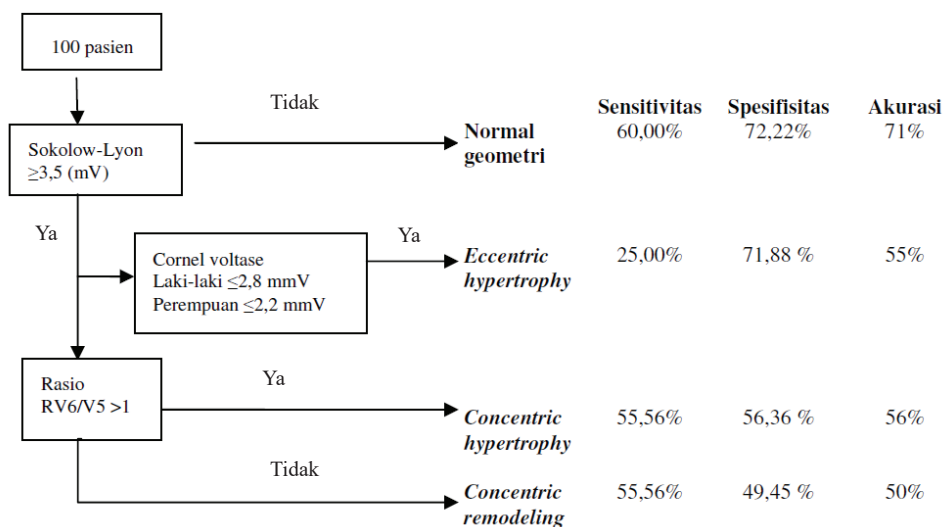 100 pasien
Tidak
Sensitivitas Spesifisitas Akurasi
Sokolow-Lyon
≥3,5 (mV)
Normal
geometri
60,00% 72,22% 71%
Ya
Cornel voltase
Laki-laki ≤2,8 mmV
Perempuan ≤2,2 mmV
Ya
Eccentric
hypertrophy
25,00% 71,88 % 55%
Rasio
RV6/V5 >1
Ya
Concentric
hypertrophy
55,56% 56,36 % 56%
Tidak
Concentric
remodeling
55,56% 49,45 % 50%